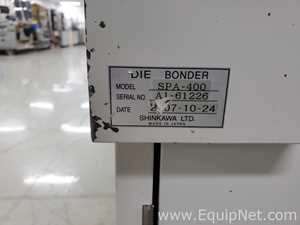 DIE BONDER
MODEL SPA-400
SERIAL NO A1-61226
DATE 2007-10-24
SHINKAWA LTD.
MADE IN JAPAN
www.EquipNet.com